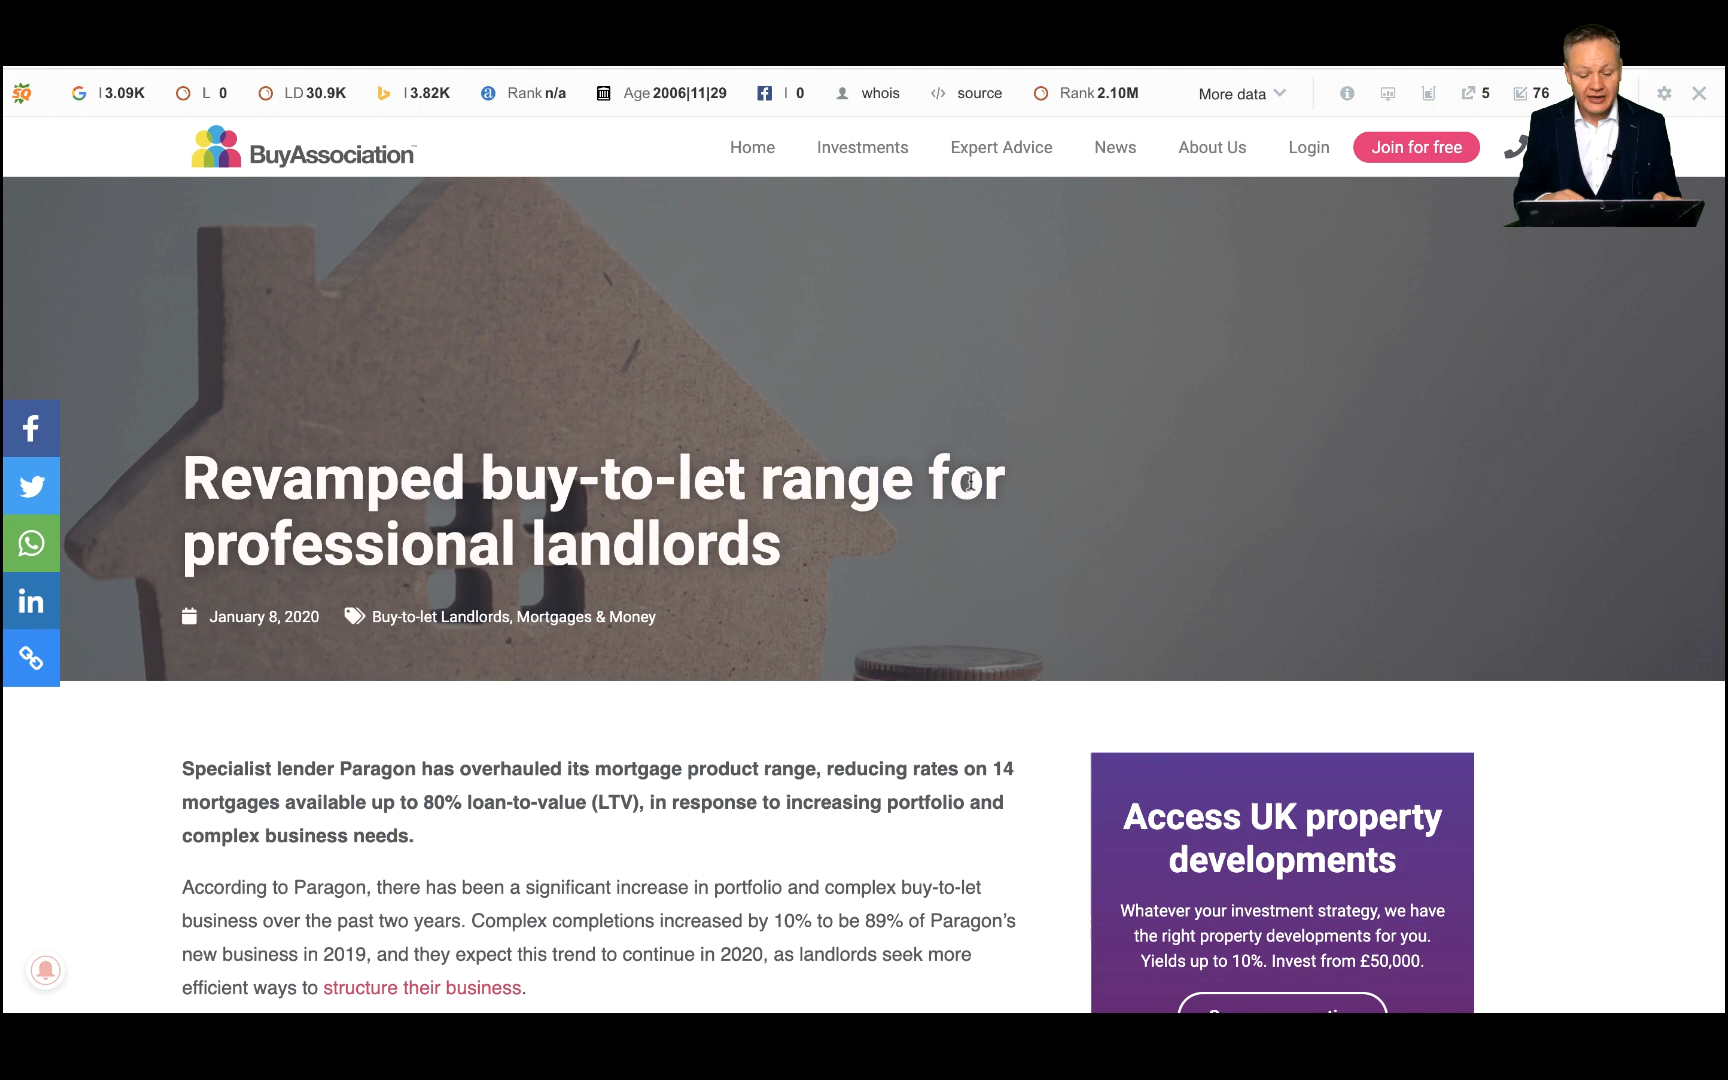 SQ I 3.09K L 0 LD 30.9K I 3.82K Rank n/a Age 2006|11|29 I 0 whois source Rank 2.10M More data 5 76
BuyAssociation Home Investments Expert Advice News About Us Login Join for free
Revamped buy-to-let range for
professional landlords
January 8, 2020 Buy-to-let Landlords, Mortgages & Money
Specialist lender Paragon has overhauled its mortgage product range, reducing rates on 14
mortgages available up to 80% loan-to-value (LTV), in response to increasing portfolio and
complex business needs.
According to Paragon, there has been a significant increase in portfolio and complex buy-to-let
business over the past two years. Complex completions increased by 10% to be 89% of Paragon's
new business in 2019, and they expect this trend to continue in 2020, as landlords seek more
efficient ways to structure their business.
Access UK property
developments
Whatever your investment strategy, we have
the right property developments for you.
Yields up to 10%. Invest from £50,000.